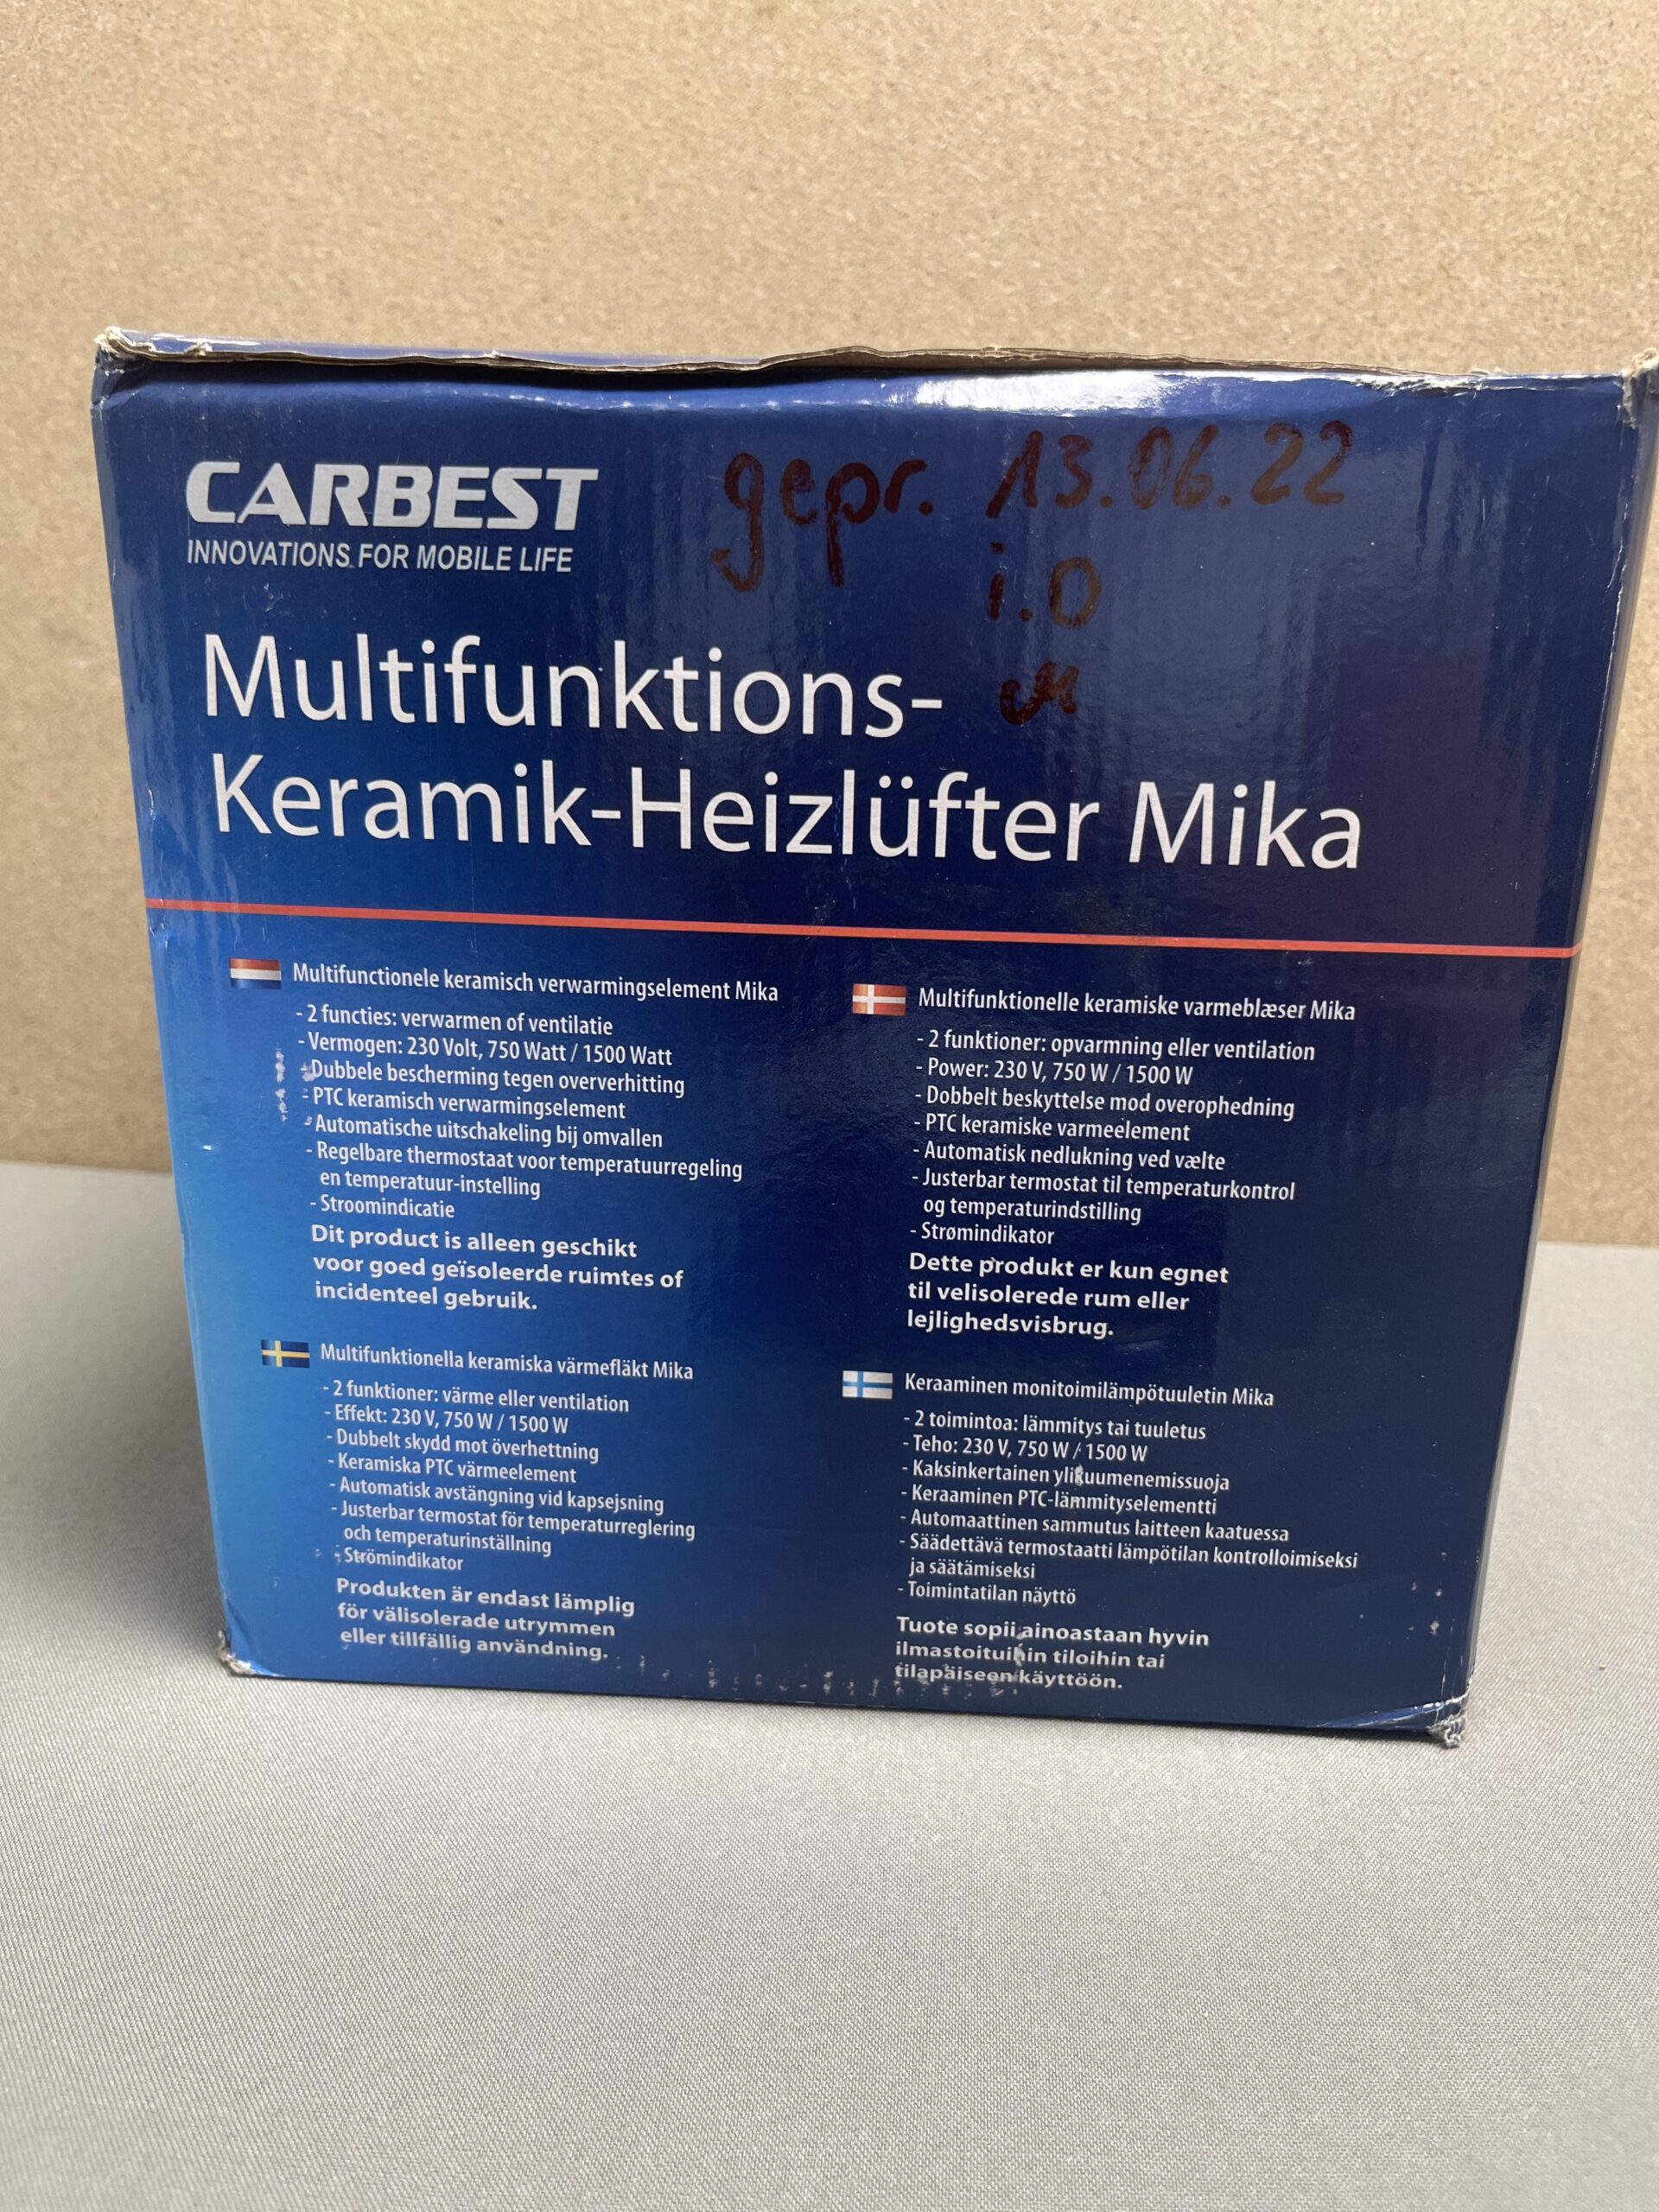 CARBEST
INNOVATIONS FOR MOBILE LIFE
gepr. 13.06.22
i.O
Multifunktions-
Keramik-Heizlüfter Mika
Multifunctionele keramisch verwarmingselement Mika
- 2 functies: verwarmen of ventilatie
- Vermogen: 230 Volt, 750 Watt / 1500 Watt
- Dubbele bescherming tegen oververhitting
- PTC keramisch verwarmingselement
- Automatische uitschakeling bij omvallen
- Regelbare thermostaat voor temperatuurregeling
en temperatuur-instelling
- Stroomindicatie
Dit product is alleen geschikt
voor goed geïsoleerde ruimtes of
incidenteel gebruik.
Multifunktionelle keramiske varmeblæser Mika
- 2 funktioner: opvarmning eller ventilation
- Power: 230 V, 750 W / 1500 W
- Dobbelt beskyttelse mod overophedning
- PTC keramiske varmeelement
- Automatisk nedlukning ved vælte
- Justerbar termostat til temperaturkontrol
og temperaturindstilling
- Strømindikator
Dette produkt er kun egnet
til velisolerede rum eller
lejlighedsvisbrug.
Multifunktionella keramiska värmefläkt Mika
- 2 funktioner: värme eller ventilation
- Effekt: 230 V, 750 W / 1500 W
- Dubbelt skydd mot överhettning
- Keramiska PTC värmeelement
- Automatisk avstängning vid kapsejsning
- Justerbar termostat för temperaturreglering
och temperaturinställning
- Strömindikator
Produkten är endast lämplig
för välisolerade utrymmen
eller tillfällig användning.
Keraaminen monitoimilämpötuuletin Mika
- 2 toimintoa: lämmitys tai tuuletus
- Teho: 230 V, 750 W / 1500 W
- Kaksinkertainen ylikuumenemissuoja
- Keraaminen PTC-lämmityselementti
- Automaattinen sammutus laitteen kaatuessa
- Säädettävä termostaatti lämpötilan kontrolloimiseksi
ja säätämiseksi
- Toimintatilan näyttö
Tuote sopii ainoastaan hyvin
ilmastoituihin tiloihin tai
tilapäiseen käyttöön.